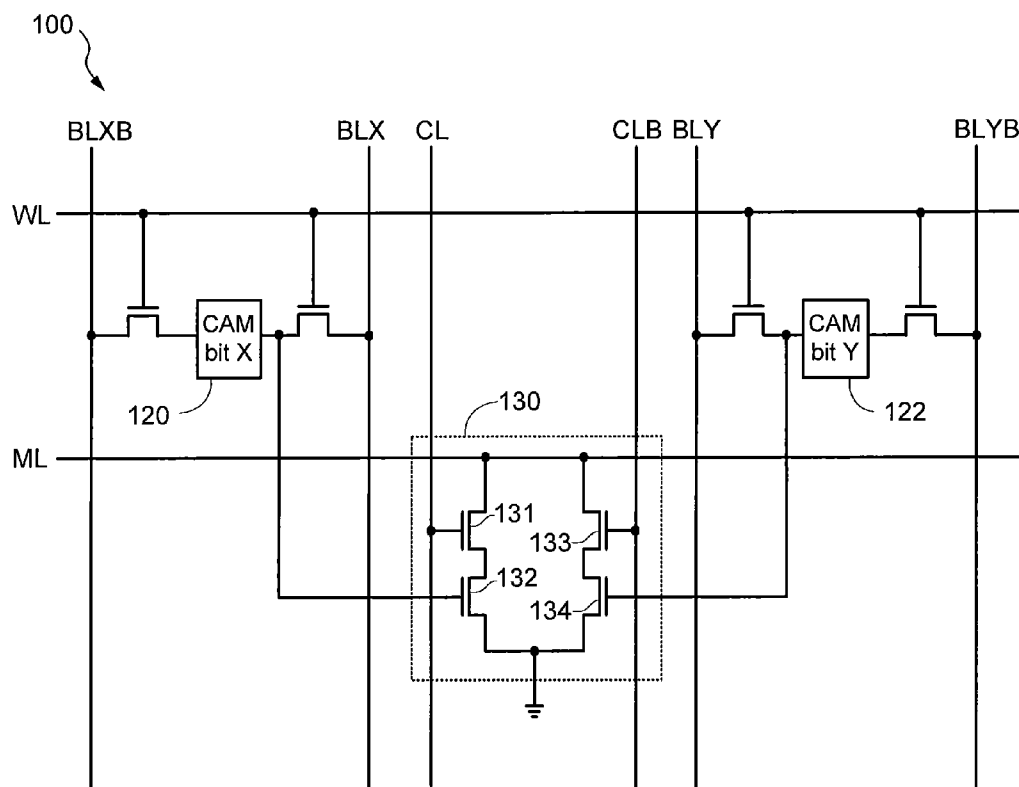 100
BLXB
BLX
CL
CLB
BLY
BLYB
WL
CAM
bit X
CAM
bit Y
120
130
122
ML
131
133
132
134